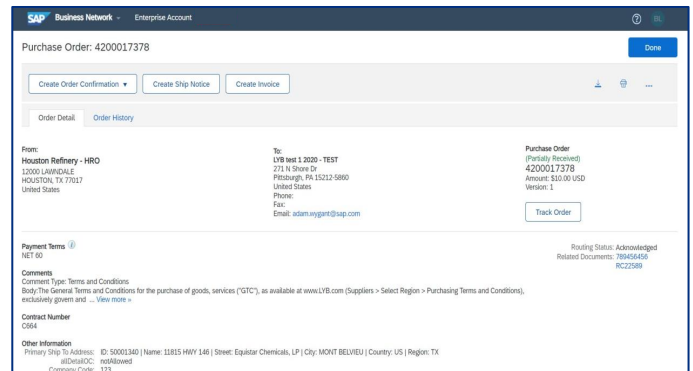 SAP Business Network Enterprise Account
Purchase Order: 4200017378
Done
Create Order Confirmation
Create Ship Notice
Create Invoice
Order Detail
Order History
From:
Houston Refinery - HRO
12000 LAWNDALE
HOUSTON, TX 77017
United States
To:
LYB test 1 2020 - TEST
271 N Shore Dr
Pittsburgh, PA 15212-5860
United States
Phone:
Fax:
Email: adam.wygant@sap.com
Purchase Order
(Partially Received)
4200017378
Amount: $10.00 USD
Version: 1
Track Order
Payment Terms
NET 60
Routing Status: Acknowledged
Related Documents: 789456456
RC22589
Comments
Comment Type: Terms and Conditions
Body:The General Terms and Conditions for the purchase of goods, services ("GTC"), as available at www.LYB.com (Suppliers > Select Region > Purchasing Terms and Conditions),
exclusively govern and ... View more »
Contract Number
C664
Other Information
Primary Ship To Address: ID: 50001340 | Name: 11815 HWY 146 | Street: Equistar Chemicals, LP | City: MONT BELVIEU | Country: US | Region: TX
allDetailOC: notAllowed
Company Code: 123